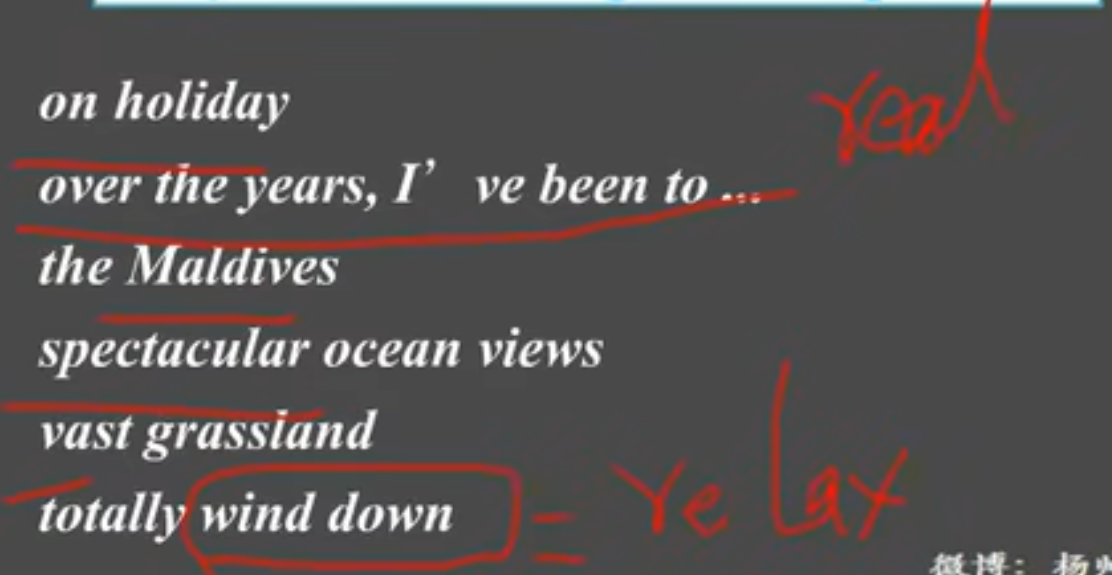 on holiday
real
over the years, I’ ve been to ...
the Maldives
spectacular ocean views
vast grassland
totally wind down = relax
微博：杨